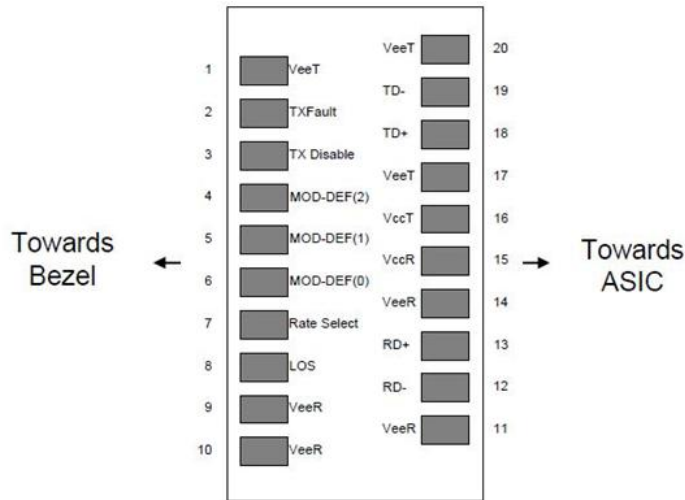 VeeT 20
1 VeeT
TD- 19
2 TXFault
TD+ 18
3 TX Disable
VeeT 17
4 MOD-DEF(2)
VccT 16
5 MOD-DEF(1)
Towards
Bezel
VccR 15
Towards
ASIC
6 MOD-DEF(0)
VeeR 14
7 Rate Select
RD+ 13
8 LOS
RD- 12
9 VeeR
VeeR 11
10 VeeR